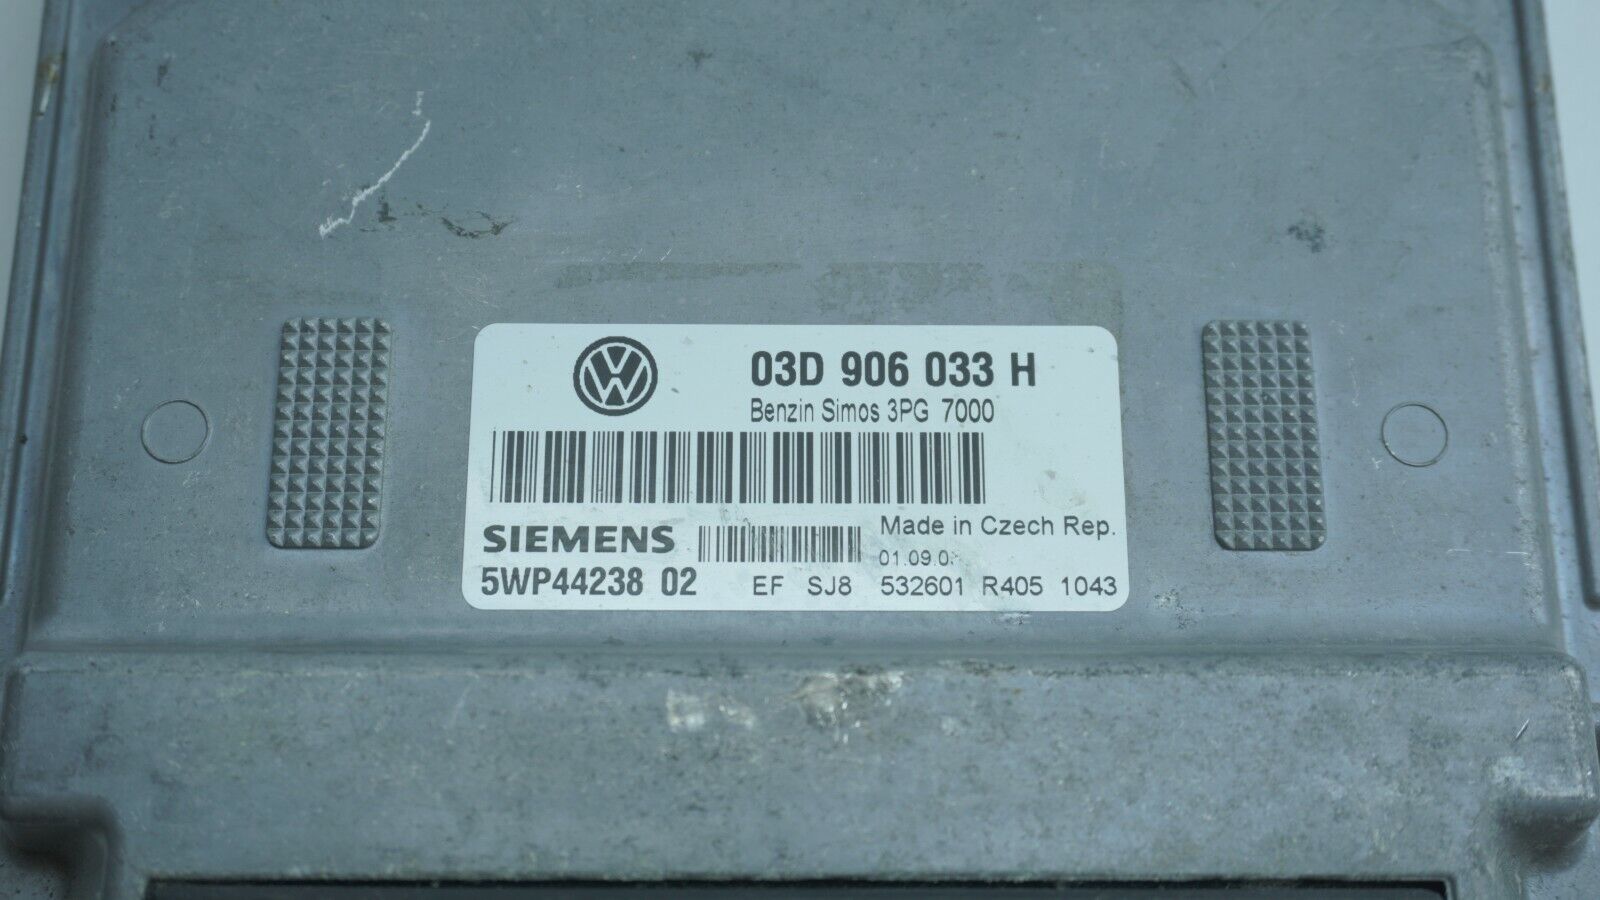 03D 906 033 H
Benzin Simos 3PG 7000
SIEMENS
Made in Czech Rep.
5WP44238 02
EF SJ8 532601 R405 1043